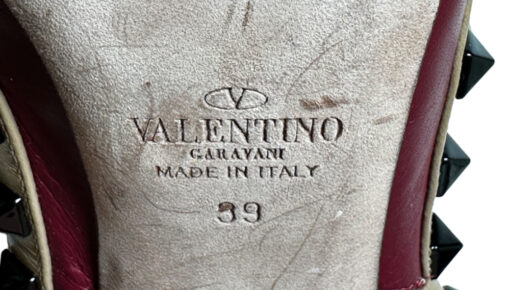 V
VALENTINO
GARAVANI
MADE IN ITALY
39